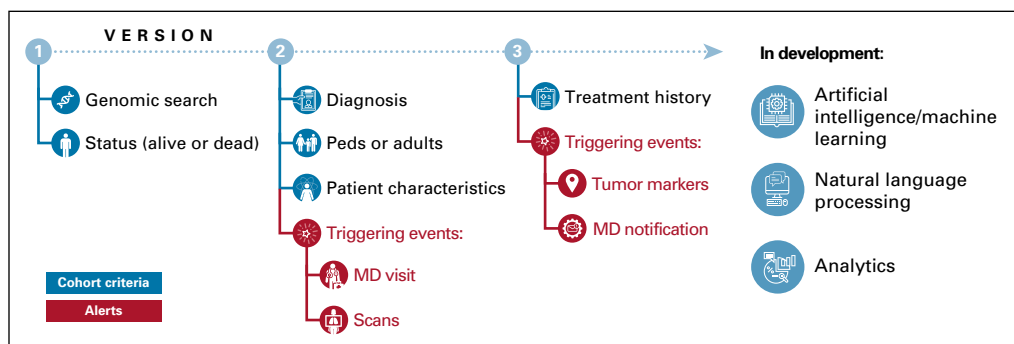 VERSION
1
2
3
Genomic search
Status (alive or dead)
Diagnosis
Peds or adults
Patient characteristics
Triggering events:
MD visit
Scans
Treatment history
Triggering events:
Tumor markers
MD notification
In development:
Artificial
intelligence/machine
learning
Natural language
processing
Analytics
Cohort criteria
Alerts